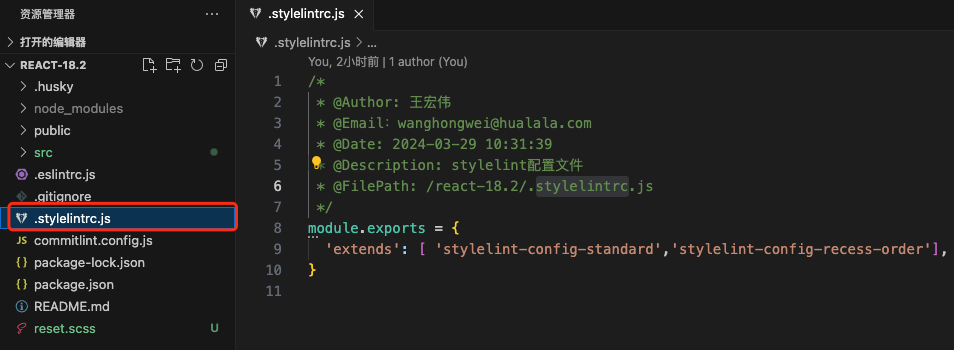 资源管理器
···
.stylelintrc.js
打开的编辑器
.stylelintrc.js > ...
REACT-18.2
You, 2小时前 | 1 author (You)
.husky
node_modules
public
src
.eslintrc.js
.gitignore
.stylelintrc.js
commitlint.config.js
package-lock.json
package.json
README.md
reset.scss U
1 /*
2 * @Author: 王宏伟
3 * @Email: wanghongwei@hualala.com
4 * @Date: 2024-03-29 10:31:39
5 * @Description: stylelint配置文件
6 * @FilePath: /react-18.2/.stylelintrc.js
7 */
8 module.exports = {
9 'extends': [ 'stylelint-config-standard','stylelint-config-recess-order'],
10 }
11